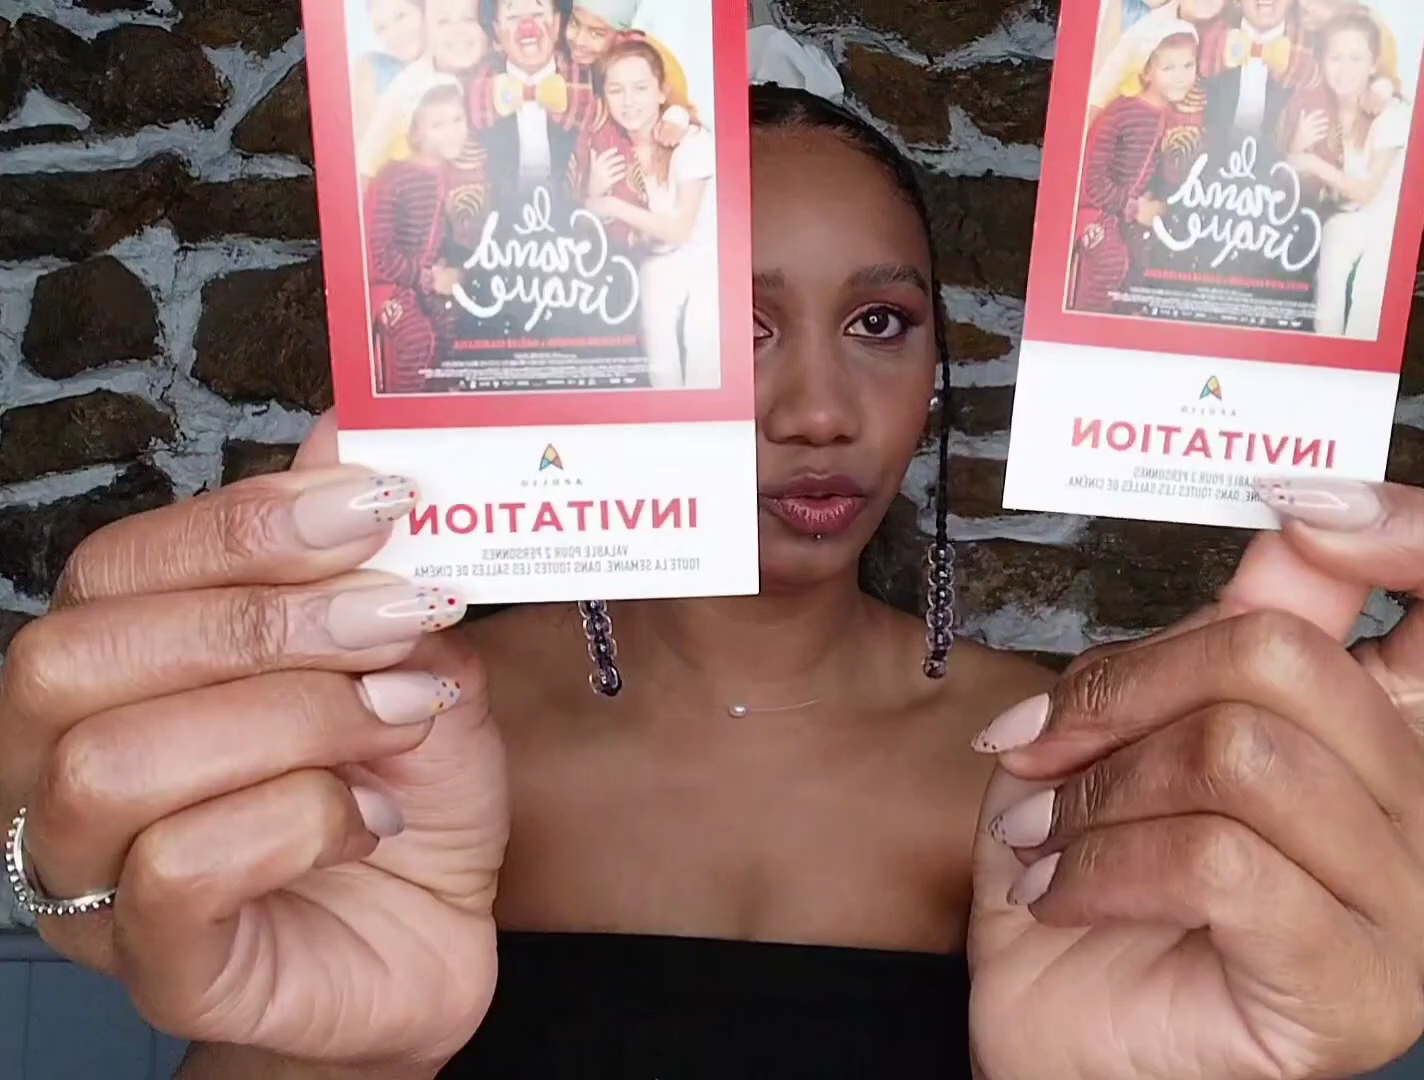 le
Grand
Cirque
APOLLO
INVITATION
VALABLE POUR 2 PERSONNES
TOUTE LA SEMAINE, DANS TOUTES LES SALLES DE CINÉMA.
le
Grand
Cirque
APOLLO
INVITATION
VALABLE POUR 2 PERSONNES
DANS TOUTES LES SALLES DE CINÉMA.